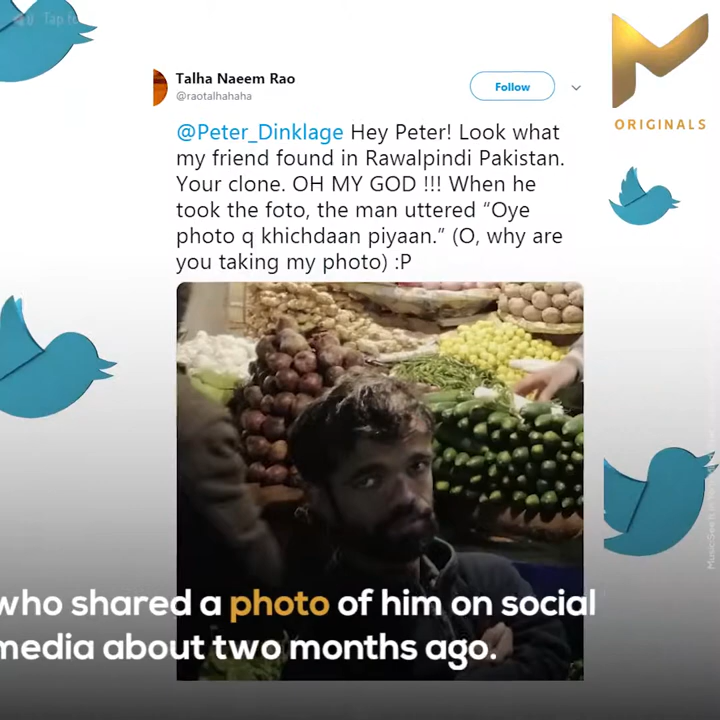 Tap to
Talha Naeem Rao
@raotalhahaha
Follow
ORIGINALS
@Peter_Dinklage Hey Peter! Look what
my friend found in Rawalpindi Pakistan.
Your clone. OH MY GOD !!! When he
took the foto, the man uttered “Oye
photo q khichdaan piyaan.” (O, why are
you taking my photo) :P
who shared a photo of him on social
media about two months ago.